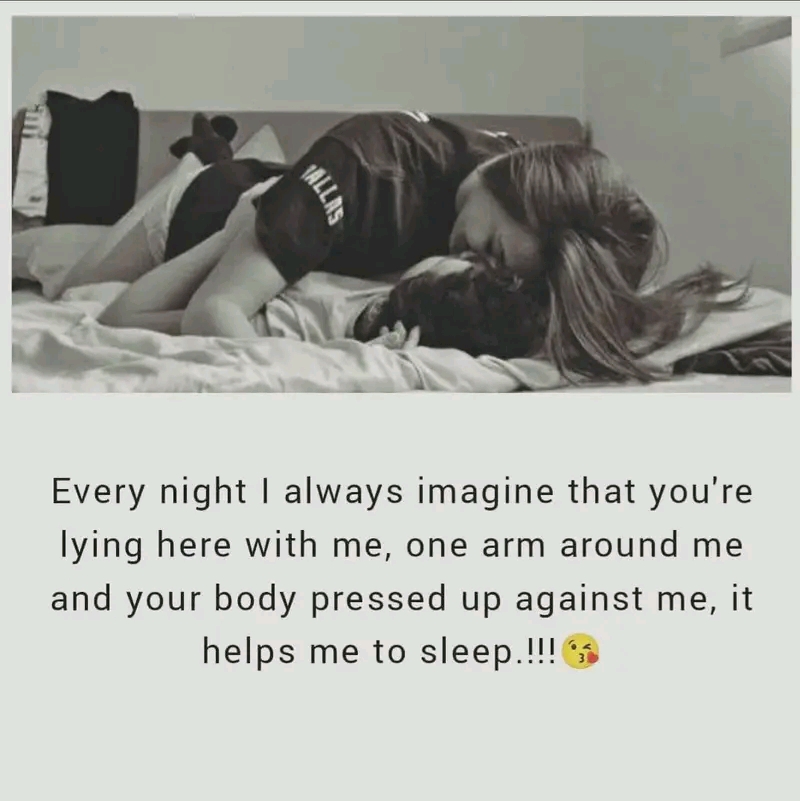 DALLAS
Every night I always imagine that you're
lying here with me, one arm around me
and your body pressed up against me, it
helps me to sleep.!!!😘